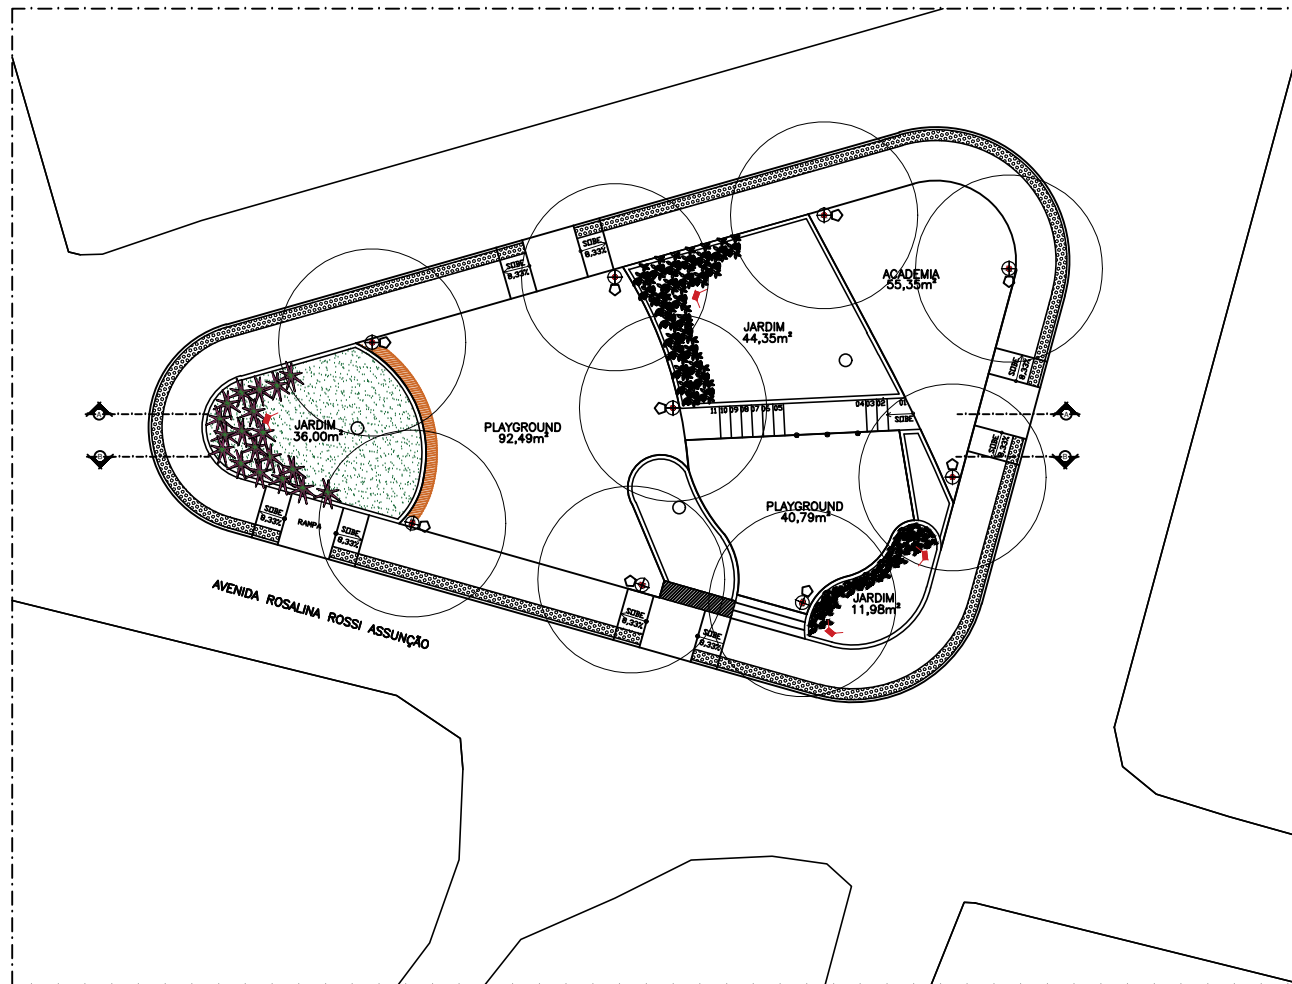 SOBE
8,33%
SOBE
8,33%
ACADEMIA
55,35m²
JARDIM
44,35m²
SOBE
8,33%
11 10 09 08 07 06 05
04 03 02 01
SOBE
JARDIM
36,00m²
PLAYGROUND
92,49m²
SOBE
8,33%
A
A
B
B
PLAYGROUND
40,79m²
SOBE
8,33%
RAMPA
SOBE
8,33%
JARDIM
11,98m²
SOBE
8,33%
SOBE
8,33%
AVENIDA ROSALINA ROSSI ASSUNÇÃO